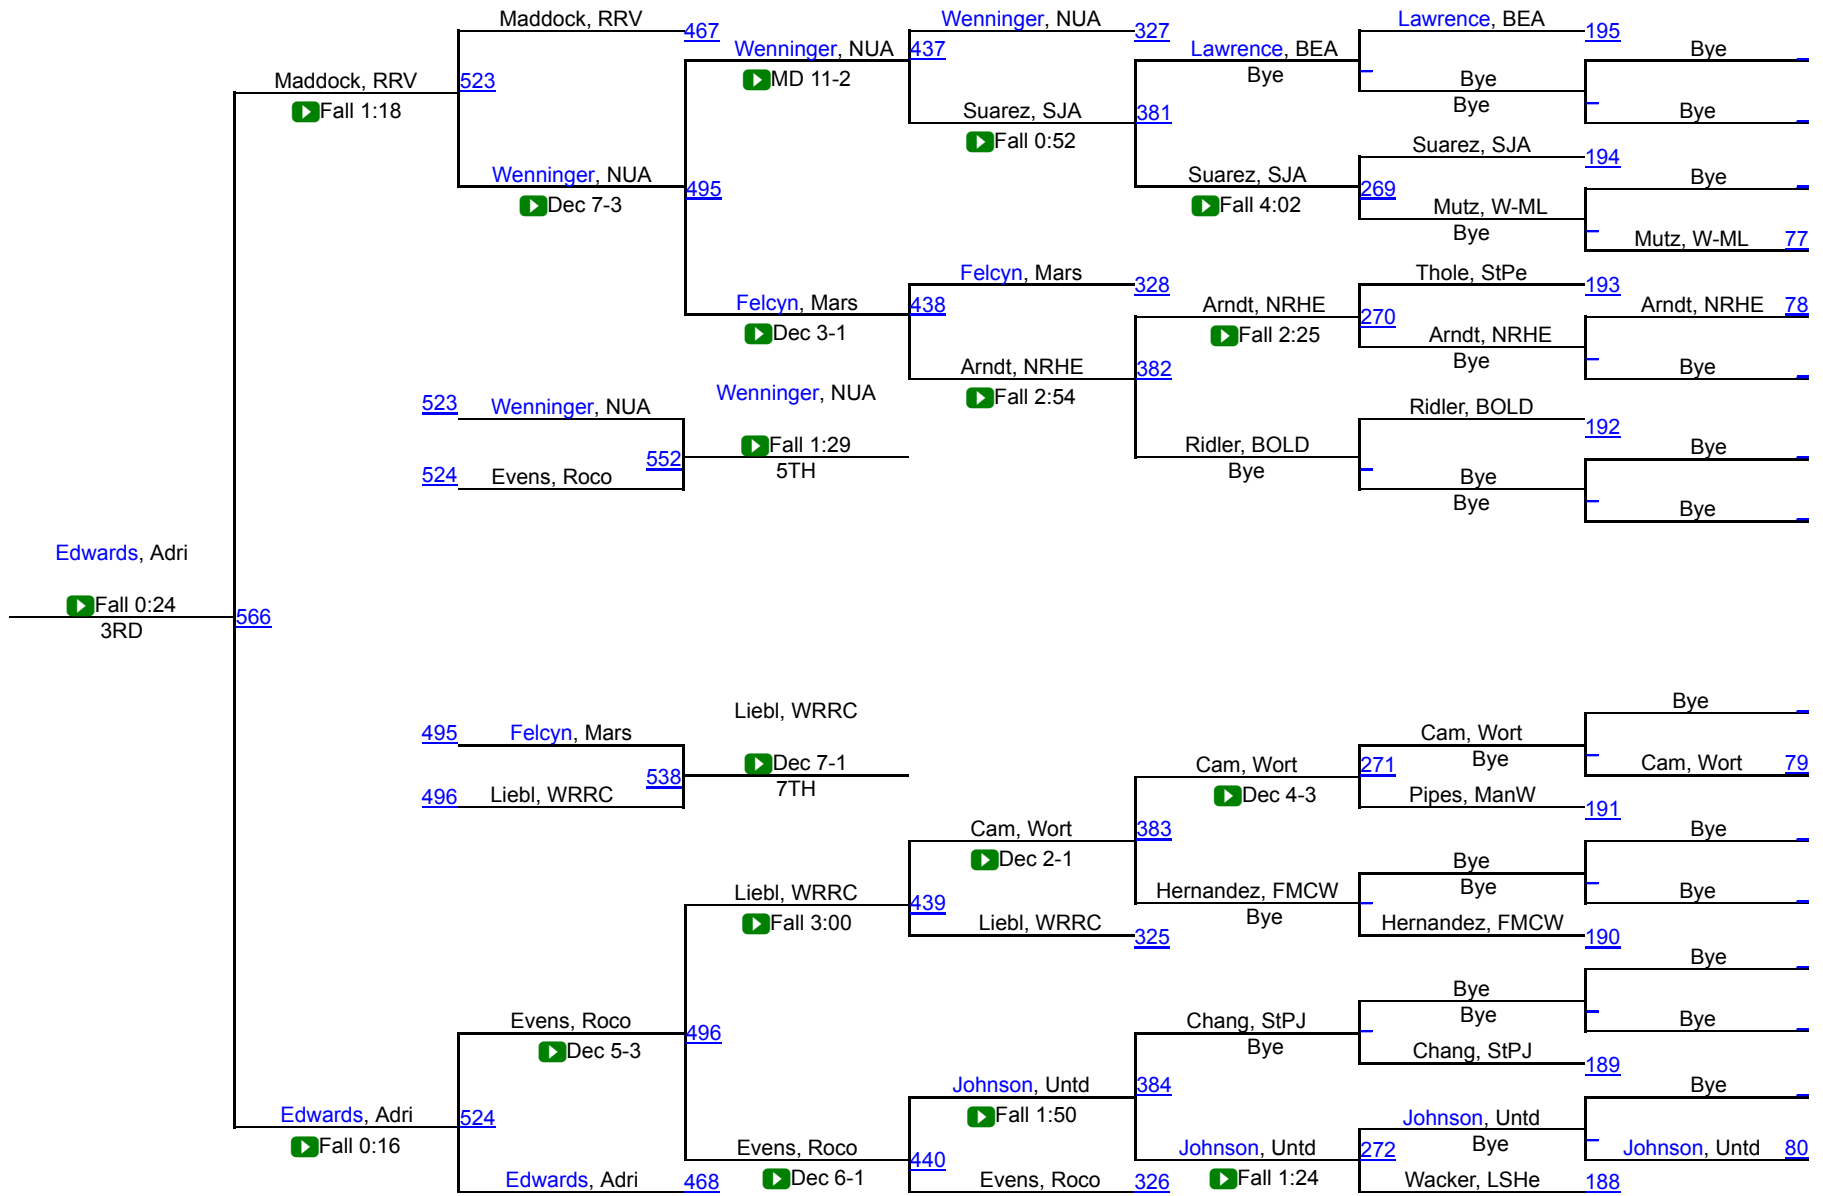 Maddock, RRV
467
Wenninger, NUA
327
Lawrence, BEA
195
Wenninger, NUA
437
Lawrence, BEA
Bye
Maddock, RRV
523
MD 11-2
Bye
Bye
Fall 1:18
Suarez, SJA
381
Bye
Bye
Fall 0:52
Suarez, SJA
194
Wenninger, NUA
495
Suarez, SJA
269
Bye
Dec 7-3
Fall 4:02
Mutz, W-ML
Bye
Mutz, W-ML 77
Felcyn, Mars
328
Thole, StPe
193
Felcyn, Mars
438
Arndt, NRHE
270
Arndt, NRHE 78
Dec 3-1
Fall 2:25
Arndt, NRHE
Bye
Arndt, NRHE
382
Bye
Wenninger, NUA
Fall 2:54
523 Wenninger, NUA
Ridler, BOLD
192
Fall 1:29
Ridler, BOLD
Bye
552
5TH
Bye
524 Evens, Roco
Bye
Bye
Bye
Edwards, Adri
Fall 0:24
566
3RD
Liebl, WRRC
Bye
495 Felcyn, Mars
Cam, Wort
Dec 7-1
Cam, Wort
271
Bye
Cam, Wort 79
538
7TH
496 Liebl, WRRC
Dec 4-3
Pipes, ManW
191
Cam, Wort
383
Bye
Dec 2-1
Bye
Liebl, WRRC
439
Hernandez, FMCW
Bye
Bye
Fall 3:00
Liebl, WRRC
325
Bye
Hernandez, FMCW
190
Bye
Evens, Roco
496
Chang, StPJ
Bye
Bye
Bye
Dec 5-3
Bye
Chang, StPJ
189
Johnson, Untd
384
Bye
Edwards, Adri
524
Fall 1:50
Johnson, Untd
Fall 0:16
Evens, Roco
440
Johnson, Untd
272
Bye
Johnson, Untd 80
Edwards, Adri
468
Dec 6-1
Evens, Roco
326
Fall 1:24
Wacker, LSHe
188